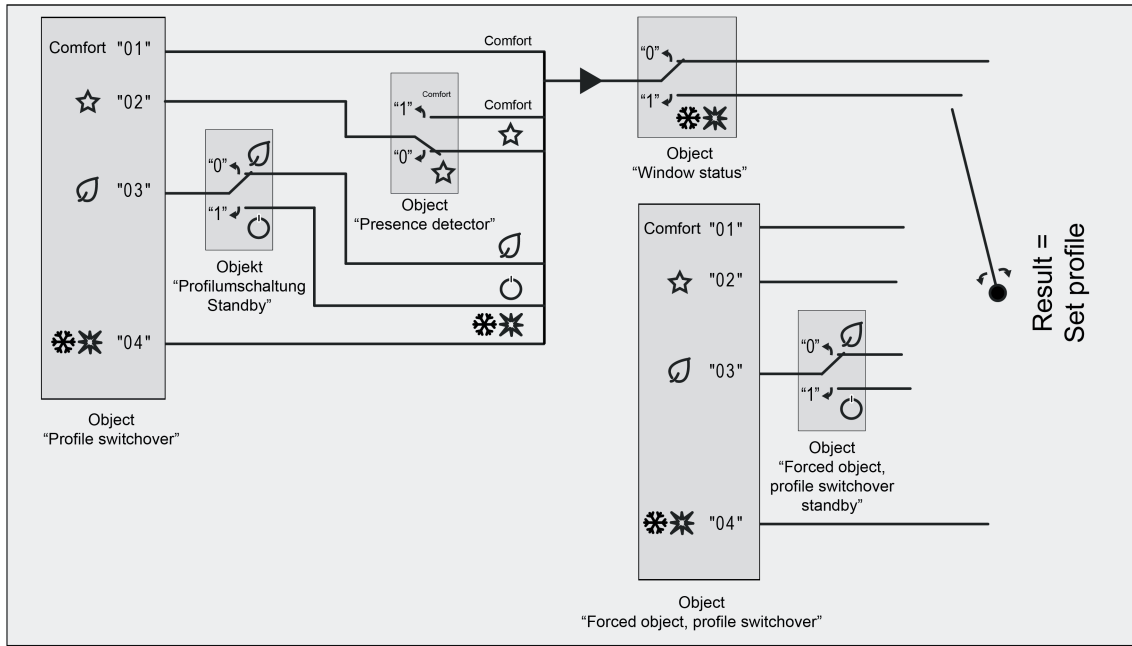 Comfort "01"
"02"
"03"
"04"
Object
“Profile switchover”
“0”
“1”
Objekt
“Profilumschaltung
Standby”
Comfort
“1”
“0”
Object
“Presence detector”
Comfort
Comfort
“0”
“1”
Object
“Window status”
Comfort "01"
"02"
"03"
"04"
“0”
“1”
Object
“Forced object,
profile switchover
standby”
Object
“Forced object, profile switchover”
Result =
Set profile